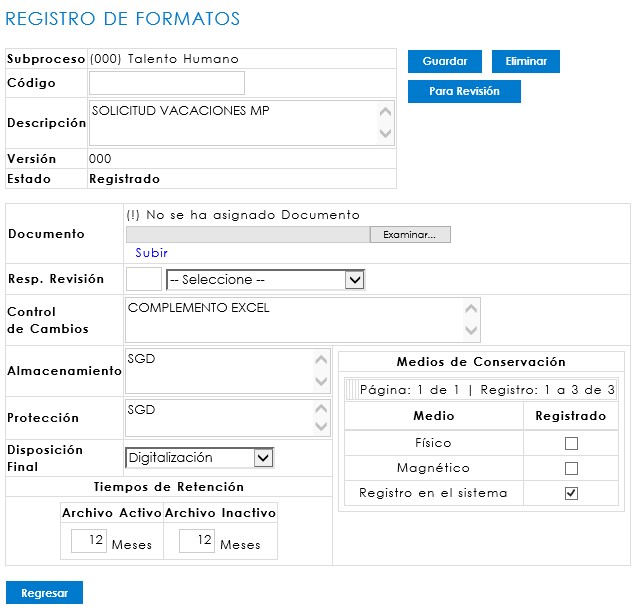 REGISTRO DE FORMATOS
Subproceso (000) Talento Humano
Guardar Eliminar
Código
Para Revisión
Descripción SOLICITUD VACACIONES MP
Versión 000
Estado Registrado
Documento (!) No se ha asignado Documento
Examinar...
Subir
Resp. Revisión -- Seleccione --
Control
de Cambios
COMPLEMENTO EXCEL
Almacenamiento SGD
Protección SGD
Disposición
Final
Digitalización
Tiempos de Retención
Archivo Activo Archivo Inactivo
12 Meses 12 Meses
Medios de Conservación
Página: 1 de 1 | Registro: 1 a 3 de 3
Medio Registrado
Físico
Magnético
Registro en el sistema
Regresar